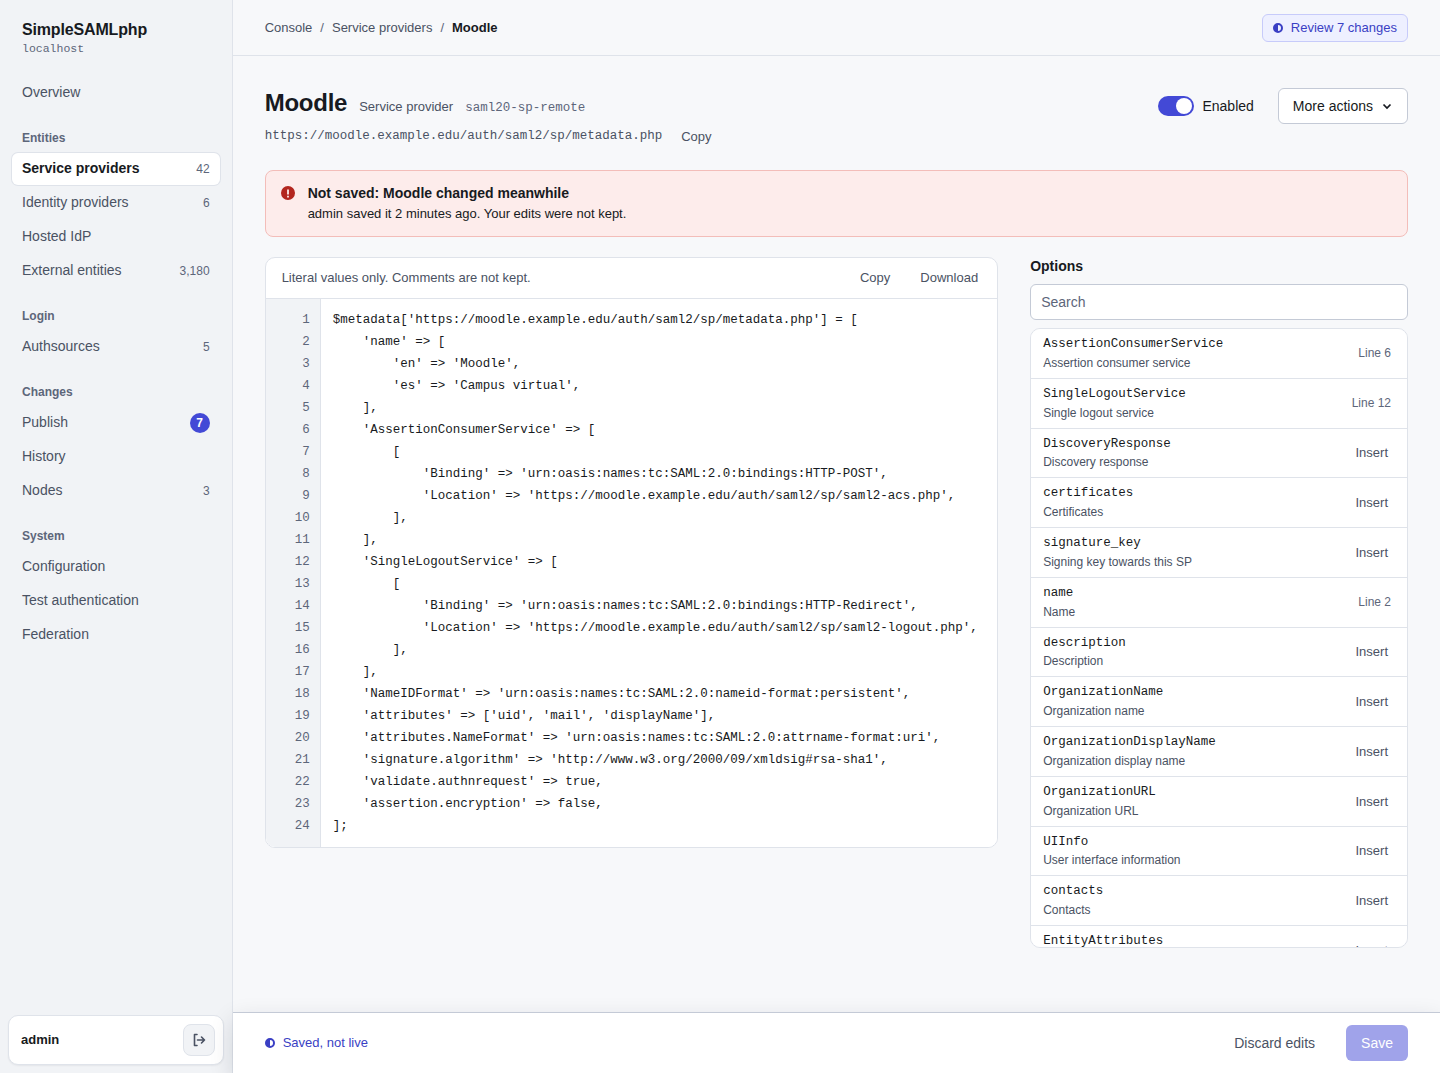 SimpleSAMLphp
localhost
Overview
Entities
Service providers 42
Identity providers 6
Hosted IdP
External entities 3,180
Login
Authsources 5
Changes
Publish 7
History
Nodes 3
System
Configuration
Test authentication
Federation
admin
Console / Service providers / Moodle
Review 7 changes
Moodle Service provider saml20-sp-remote
Enabled
More actions
https://moodle.example.edu/auth/saml2/sp/metadata.php Copy
Not saved: Moodle changed meanwhile
admin saved it 2 minutes ago. Your edits were not kept.
Literal values only. Comments are not kept. Copy Download
1 $metadata['https://moodle.example.edu/auth/saml2/sp/metadata.php'] = [
2 'name' => [
3 'en' => 'Moodle',
4 'es' => 'Campus virtual',
5 ],
6 'AssertionConsumerService' => [
7 [
8 'Binding' => 'urn:oasis:names:tc:SAML:2.0:bindings:HTTP-POST',
9 'Location' => 'https://moodle.example.edu/auth/saml2/sp/saml2-acs.php',
10 ],
11 ],
12 'SingleLogoutService' => [
13 [
14 'Binding' => 'urn:oasis:names:tc:SAML:2.0:bindings:HTTP-Redirect',
15 'Location' => 'https://moodle.example.edu/auth/saml2/sp/saml2-logout.php',
16 ],
17 ],
18 'NameIDFormat' => 'urn:oasis:names:tc:SAML:2.0:nameid-format:persistent',
19 'attributes' => ['uid', 'mail', 'displayName'],
20 'attributes.NameFormat' => 'urn:oasis:names:tc:SAML:2.0:attrname-format:uri',
21 'signature.algorithm' => 'http://www.w3.org/2000/09/xmldsig#rsa-sha1',
22 'validate.authnrequest' => true,
23 'assertion.encryption' => false,
24 ];
Options
Search
AssertionConsumerService
Assertion consumer service
Line 6
SingleLogoutService
Single logout service
Line 12
DiscoveryResponse
Discovery response
Insert
certificates
Certificates
Insert
signature_key
Signing key towards this SP
Insert
name
Name
Line 2
description
Description
Insert
OrganizationName
Organization name
Insert
OrganizationDisplayName
Organization display name
Insert
OrganizationURL
Organization URL
Insert
UIInfo
User interface information
Insert
contacts
Contacts
Insert
EntityAttributes
Saved, not live
Discard edits
Save